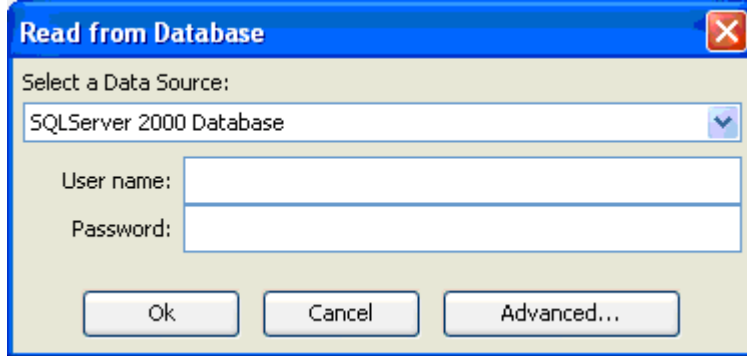 Read from Database
Select a Data Source:
SQLServer 2000 Database
User name:
Password:
Ok Cancel Advanced...